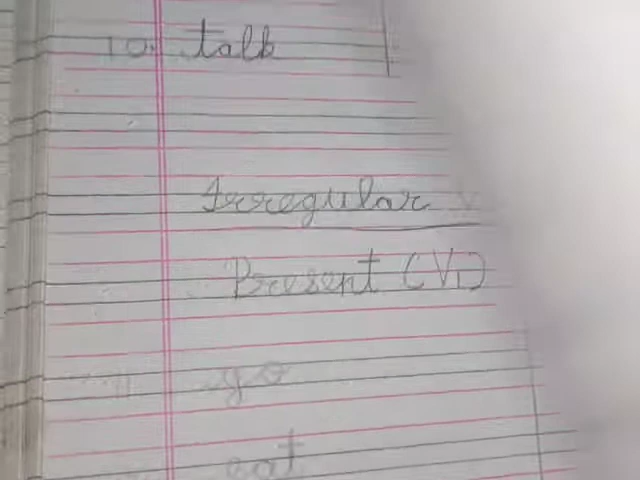 10. talk
Irregular V
Present (V1)
go
eat